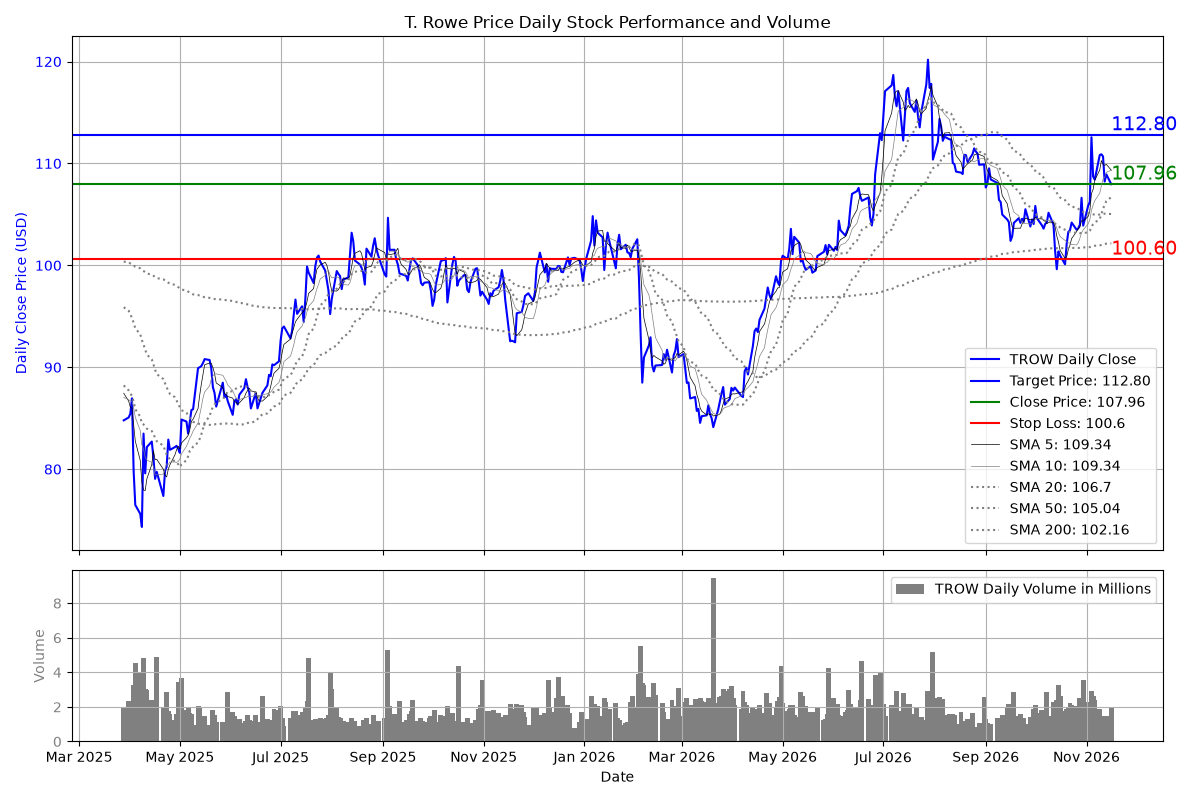 T. Rowe Price Daily Stock Performance and Volume
Daily Close Price (USD)
120
110
100
90
80
112.80
107.96
100.60
TROW Daily Close
Target Price: 112.80
Close Price: 107.96
Stop Loss: 100.6
SMA 5: 109.34
SMA 10: 109.34
SMA 20: 106.7
SMA 50: 105.04
SMA 200: 102.16
Volume
8
6
4
2
0
TROW Daily Volume in Millions
Mar 2025 May 2025 Jul 2025 Sep 2025 Nov 2025 Jan 2026 Mar 2026 May 2026 Jul 2026 Sep 2026 Nov 2026
Date